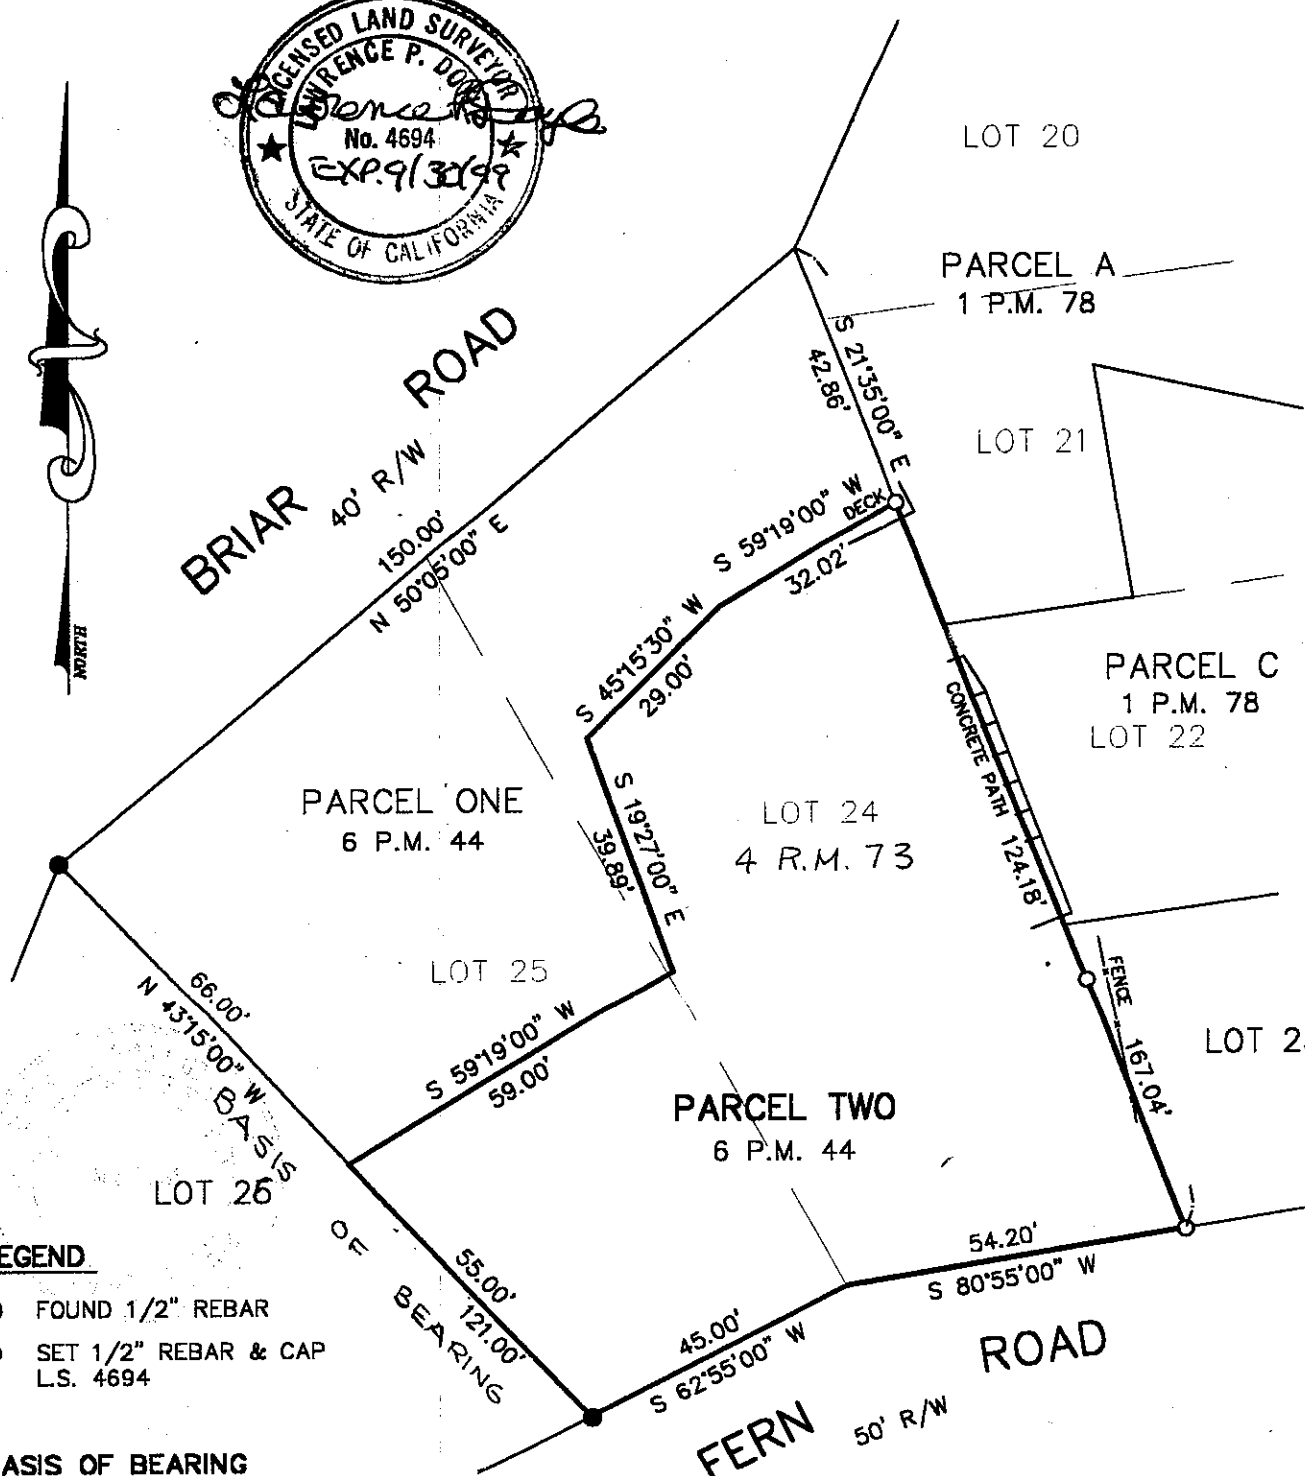 LICENSED LAND SURVEYOR
LAWRENCE P. DOYLE
No. 4694
EXP. 9/30/99
STATE OF CALIFORNIA
NORTH
LOT 20
PARCEL A
1 P.M. 78
S 21°35'00" E
42.86'
LOT 21
BRIAR ROAD
40' R/W
150.00'
N 50°05'00" E
S 59°19'00" W
32.02'
DECK
S 45°15'30" W
29.00'
PARCEL C
1 P.M. 78
LOT 22
CONCRETE PATH
124.18'
PARCEL ONE
6 P.M. 44
S 19°27'00" E
39.89'
LOT 24
4 R.M. 73
LOT 25
66.00'
N 43°15'00" W
S 59°19'00" W
59.00'
FENCE
167.04'
LOT 2
PARCEL TWO
6 P.M. 44
BASIS OF BEARING
LOT 26
55.00'
121.00'
54.20'
S 80°55'00" W
45.00'
S 62°55'00" W
FERN ROAD
50' R/W
EGEND
FOUND 1/2" REBAR
SET 1/2" REBAR & CAP
L.S. 4694
ASIS OF BEARING